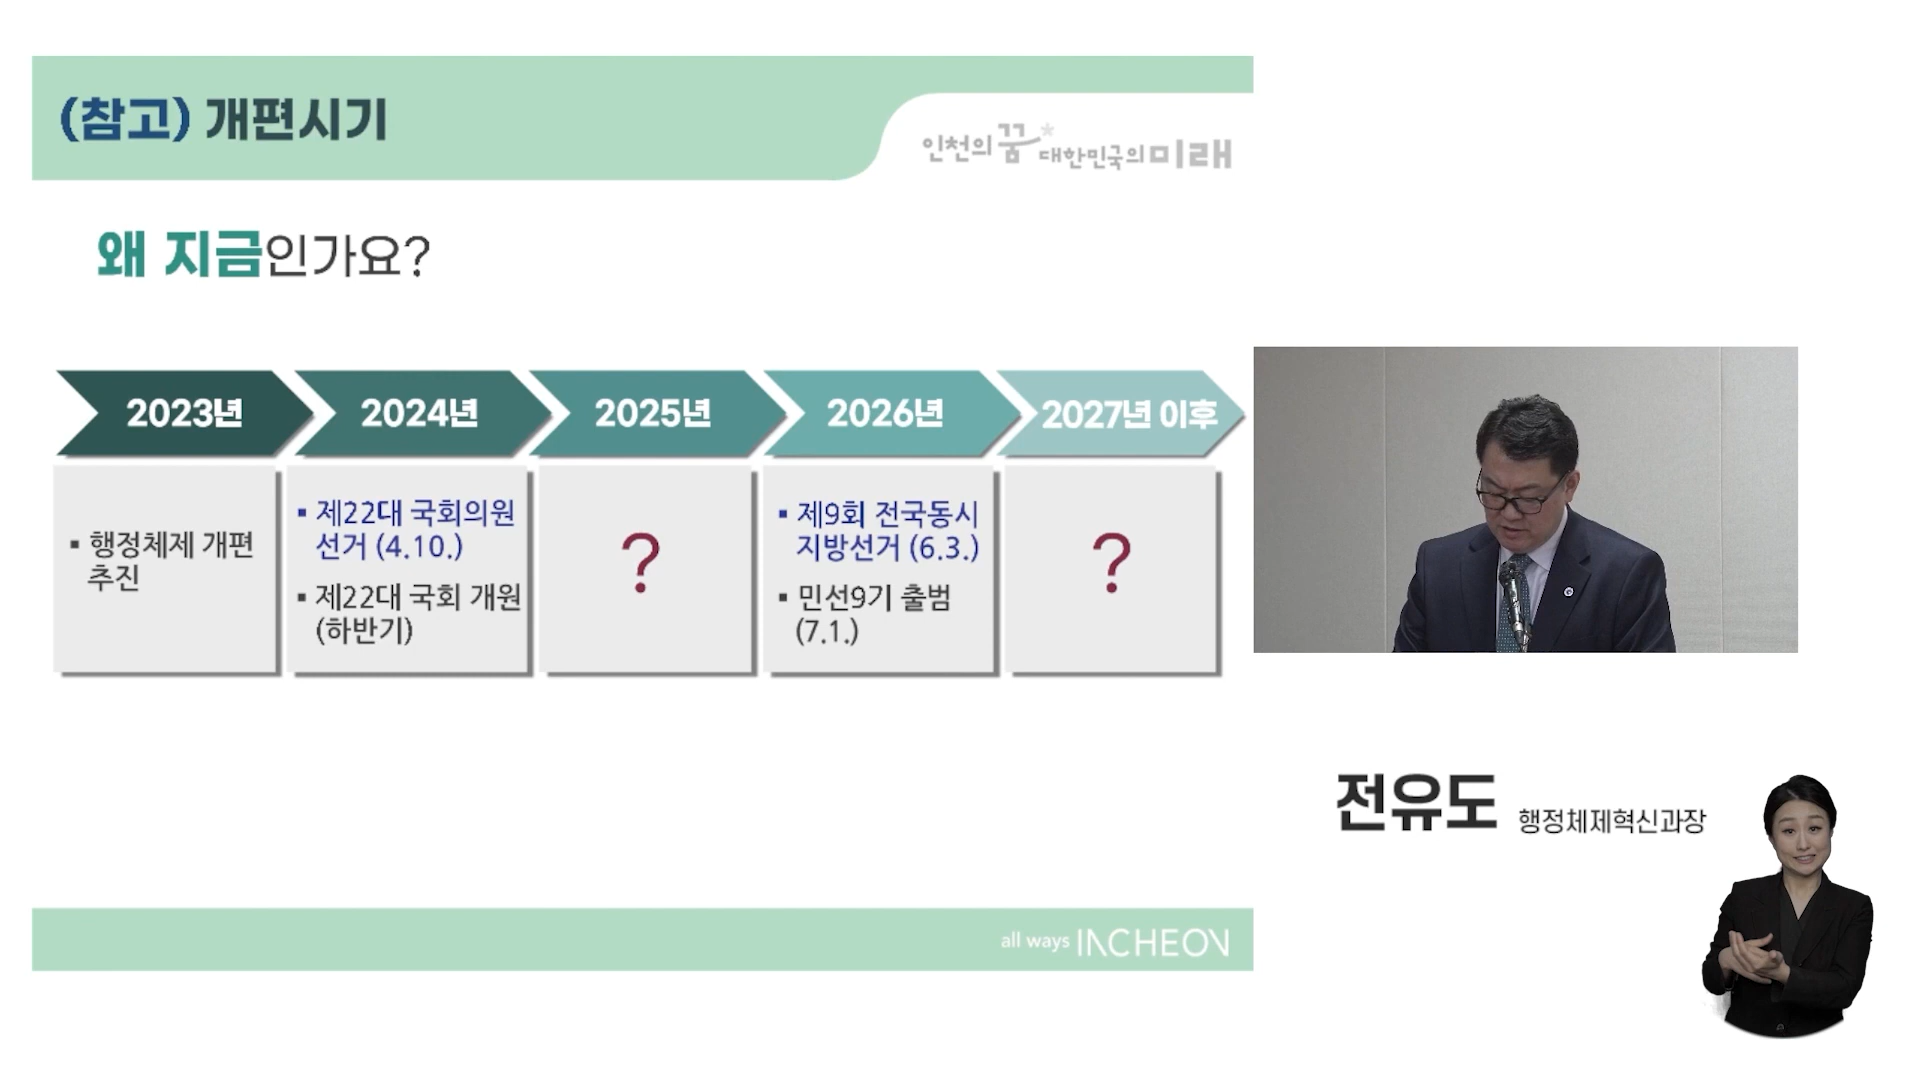 (참고) 개편시기
인천의 꿈* 대한민국의 미래
왜 지금인가요?
2023년
2024년
2025년
2026년
2027년 이후
▪ 행정체제 개편
추진
▪ 제22대 국회의원
선거 (4.10.)
▪ 제22대 국회 개원
(하반기)
?
▪ 제9회 전국동시
지방선거 (6.3.)
▪ 민선9기 출범
(7.1.)
?
전유도 행정체제혁신과장
all ways INCHEON